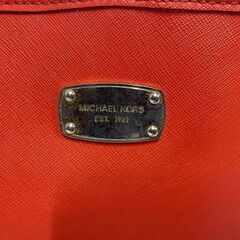 MICHAEL KORS
EST. 1981